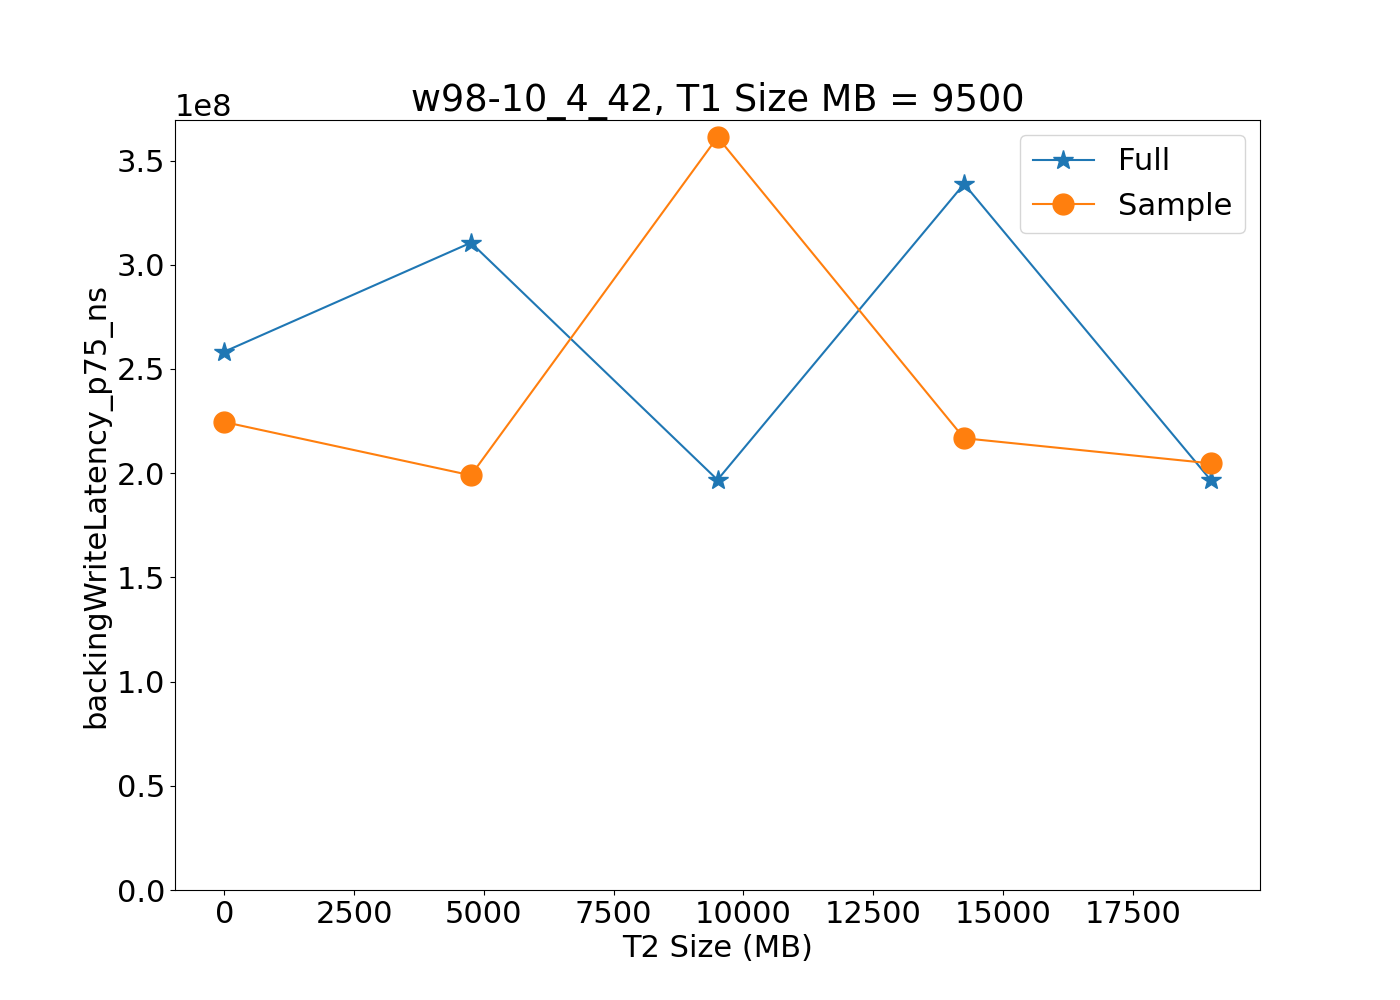 w98-10_4_42, T1 Size MB = 9500
1e8
Full
Sample
3.5
3.0
2.5
2.0
1.5
1.0
0.5
0.0
backingWriteLatency_p75_ns
0 2500 5000 7500 10000 12500 15000 17500
T2 Size (MB)